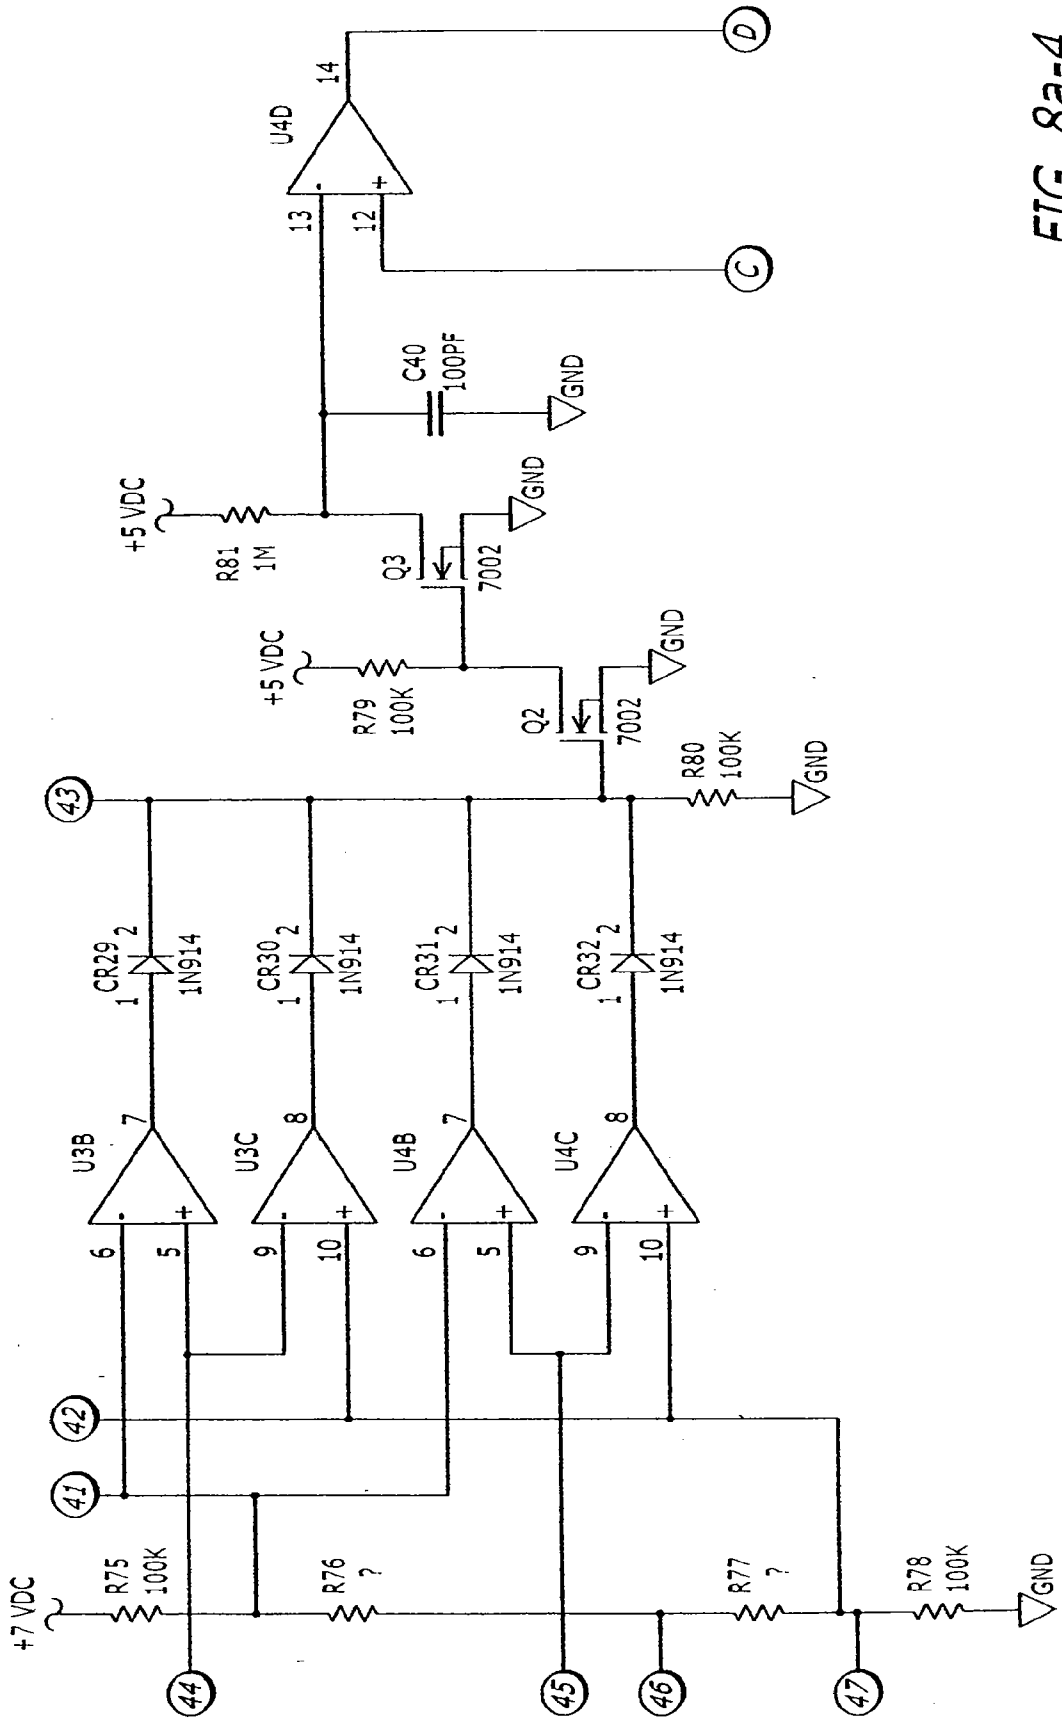 +7 VDC
R75
100K
R76
?
R77
?
R78
100K
GND
44
45
46
47
41
42
43
6
-
5
+
U3B
7
9
-
10
+
U3C
8
6
-
5
+
U4B
7
9
-
10
+
U4C
8
CR29
1 2
1N914
CR30
1 2
1N914
CR31
1 2
1N914
CR32
1 2
1N914
R80
100K
GND
+5 VDC
R79
100K
Q2
7002
GND
+5 VDC
R81
1M
Q3
7002
GND
C40
100PF
GND
13
-
12
+
U4D
14
C
D
FIG. 8a-4